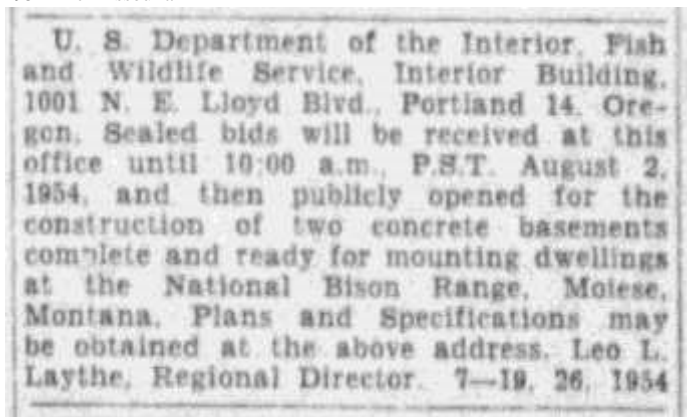 U. S. Department of the Interior, Fish
and Wildlife Service, Interior Building,
1001 N. E. Lloyd Blvd., Portland 14, Ore-
gon. Sealed bids will be received at this
office until 10:00 a.m., P.S.T. August 2,
1954, and then publicly opened for the
construction of two concrete basements
complete and ready for mounting dwellings
at the National Bison Range, Moiese,
Montana. Plans and Specifications may
be obtained at the above address. Leo L.
Laythe, Regional Director. 7—19, 26, 1954